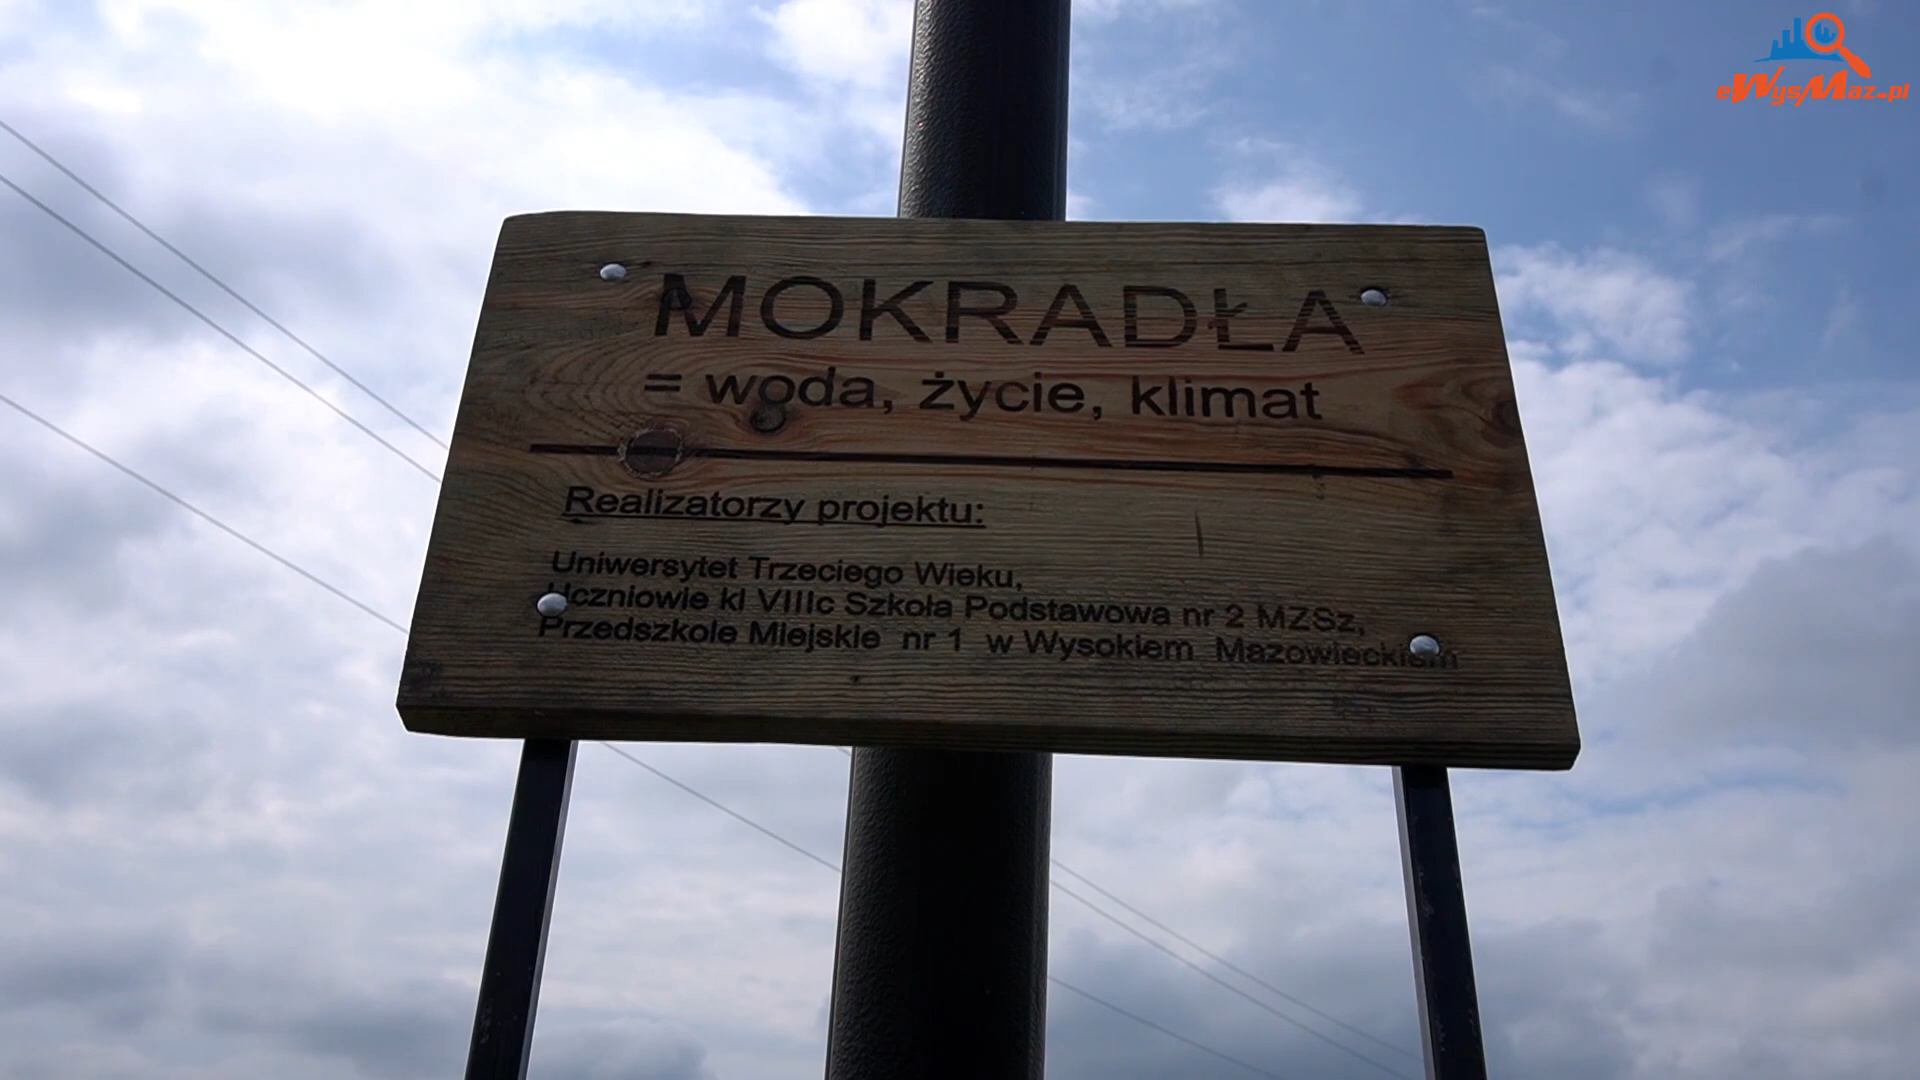 eWysMaz.pl
MOKRADŁA
= woda, życie, klimat
Realizatorzy projektu:
Uniwersytet Trzeciego Wieku,
Uczniowie kl VIIIc Szkoła Podstawowa nr 2 MZSz,
Przedszkole Miejskie nr 1 w Wysokiem Mazowieckiem